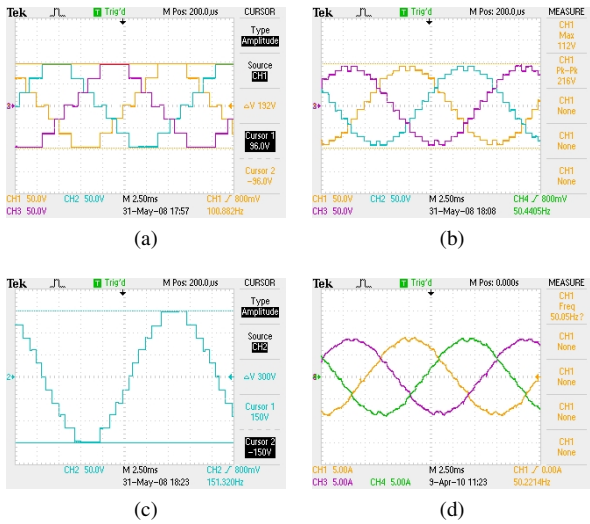 Tek Trig'd M Pos: 200.0µs CURSOR
Type
Amplitude
Source
CH1
ΔV 192V
Cursor 1
96.0V
Cursor 2
-96.0V
3
CH1 50.0V CH2 50.0V M 2.50ms CH1 / 800mV
CH3 50.0V 31-May-08 17:57 100.882Hz
(a)
Tek Trig'd M Pos: 200.0µs MEASURE
CH1
Max
112V
CH1
Pk-Pk
216V
CH1
None
CH1
None
CH1
None
3
CH1 50.0V CH2 50.0V M 2.50ms CH4 / 800mV
CH3 50.0V 31-May-08 18:08 50.4405Hz
(b)
Tek Trig'd M Pos: 200.0µs CURSOR
Type
Amplitude
Source
CH2
ΔV 300V
Cursor 1
150V
Cursor 2
-150V
2
CH2 50.0V M 2.50ms CH2 / 800mV
31-May-08 18:23 151.320Hz
(c)
Tek Trig'd M Pos: 0.000s MEASURE
CH1
Freq
50.05Hz?
CH1
None
CH1
None
CH1
None
CH1
None
CH1 5.00A M 2.50ms CH1 / 0.00A
CH3 5.00A CH4 5.00A 9-Apr-10 11:23 50.2214Hz
(d)